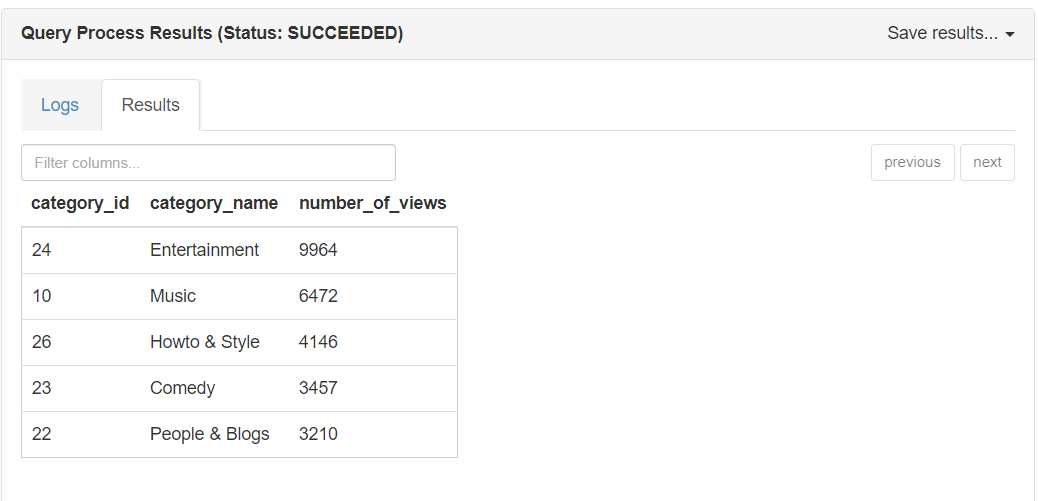 Query Process Results (Status: SUCCEEDED) Save results...
Logs Results
Filter columns... previous next
category_id category_name number_of_views
24 Entertainment 9964
10 Music 6472
26 Howto & Style 4146
23 Comedy 3457
22 People & Blogs 3210